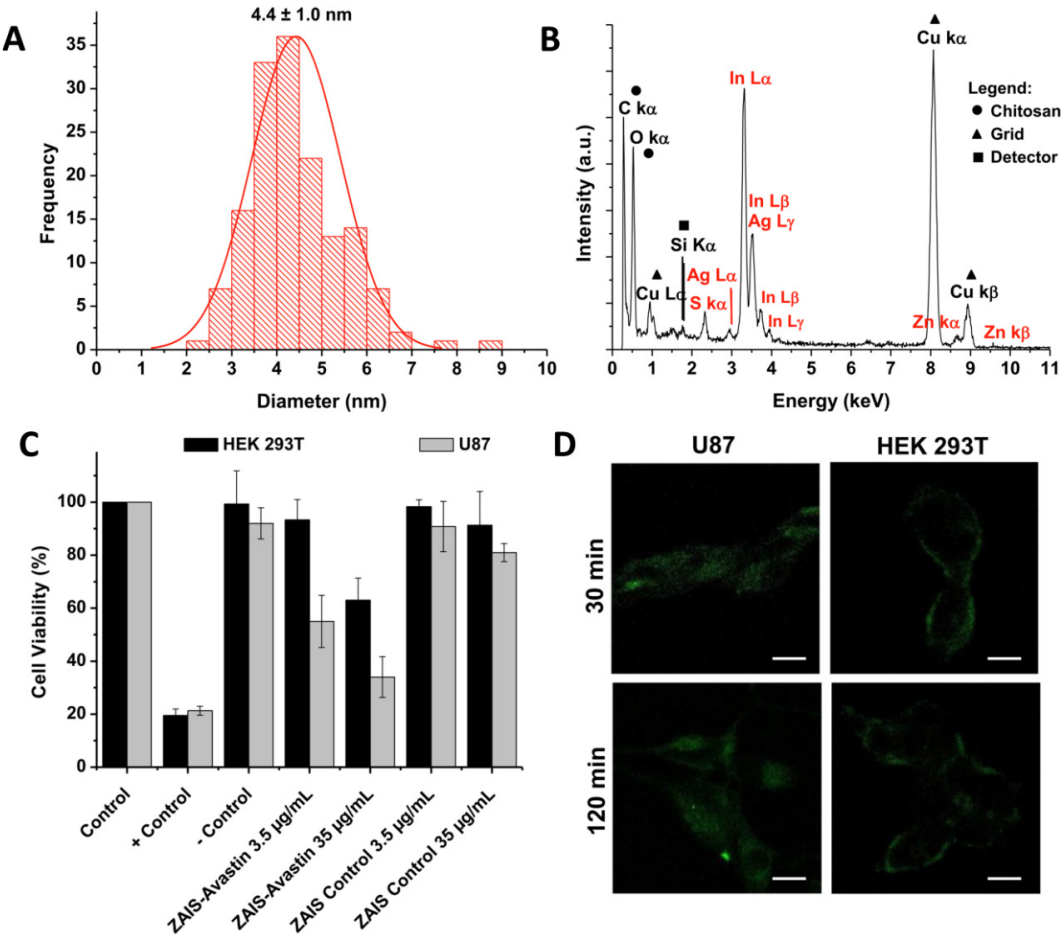 A
4.4 ± 1.0 nm
Frequency
35
30
25
20
15
10
5
0
0 1 2 3 4 5 6 7 8 9 10
Diameter (nm)
B
Intensity (a.u.)
C kα
O kα
Cu Lα
Si Kα
Ag Lα
S kα
In Lα
In Lβ
Ag Lγ
In Lβ
In Lγ
Cu kα
Zn kα
Cu kβ
Zn kβ
Legend:
Chitosan
Grid
Detector
0 1 2 3 4 5 6 7 8 9 10 11
Energy (keV)
C
HEK 293T
U87
Cell Viability (%)
100
80
60
40
20
0
Control
+ Control
- Control
ZAIS-Avastin 3.5 µg/mL
ZAIS-Avastin 35 µg/mL
ZAIS Control 3.5 µg/mL
ZAIS Control 35 µg/mL
D
U87
HEK 293T
30 min
120 min